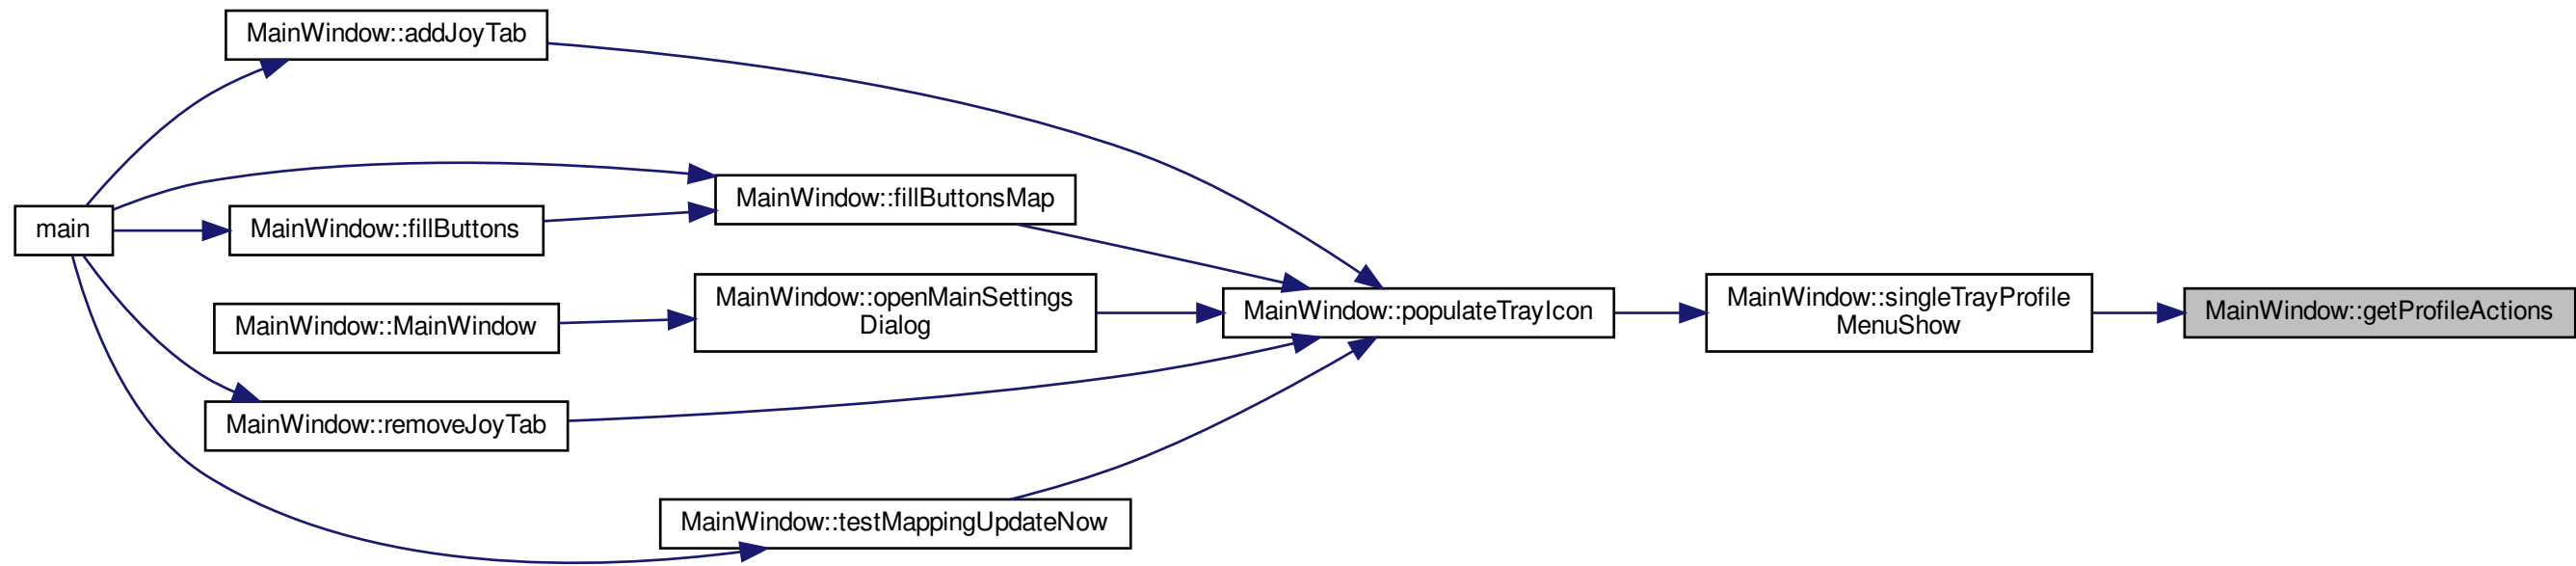 MainWindow::addJoyTab
MainWindow::fillButtonsMap
main
MainWindow::fillButtons
MainWindow::openMainSettings
Dialog
MainWindow::MainWindow
MainWindow::populateTrayIcon
MainWindow::singleTrayProfile
MenuShow
MainWindow::getProfileActions
MainWindow::removeJoyTab
MainWindow::testMappingUpdateNow